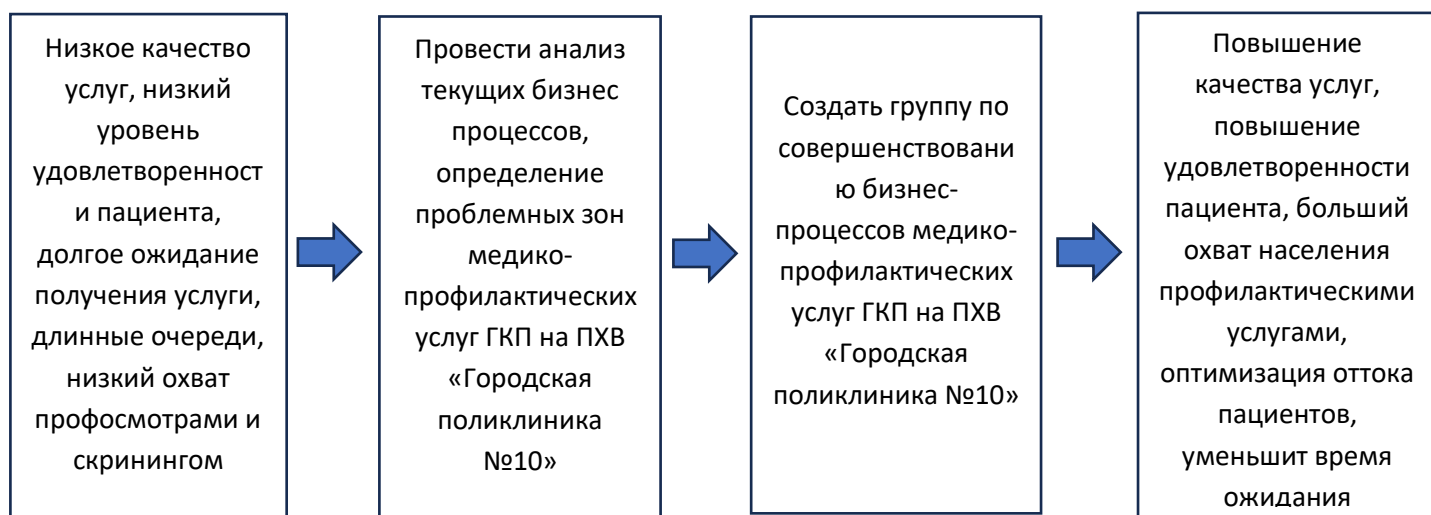 Низкое качество
услуг, низкий
уровень
удовлетворенност
и пациента,
долгое ожидание
получения услуги,
длинные очереди,
низкий охват
профосмотрами и
скринингом
Провести анализ
текущих бизнес
процессов,
определение
проблемных зон
медико-
профилактических
услуг ГКП на ПХВ
«Городская
поликлиника
№10»
Создать группу по
совершенствовани
ю бизнес-
процессов медико-
профилактических
услуг ГКП на ПХВ
«Городская
поликлиника №10»
Повышение
качества услуг,
повышение
удовлетворенности
пациента, больший
охват населения
профилактическими
услугами,
оптимизация оттока
пациентов,
уменьшит время
ожидания